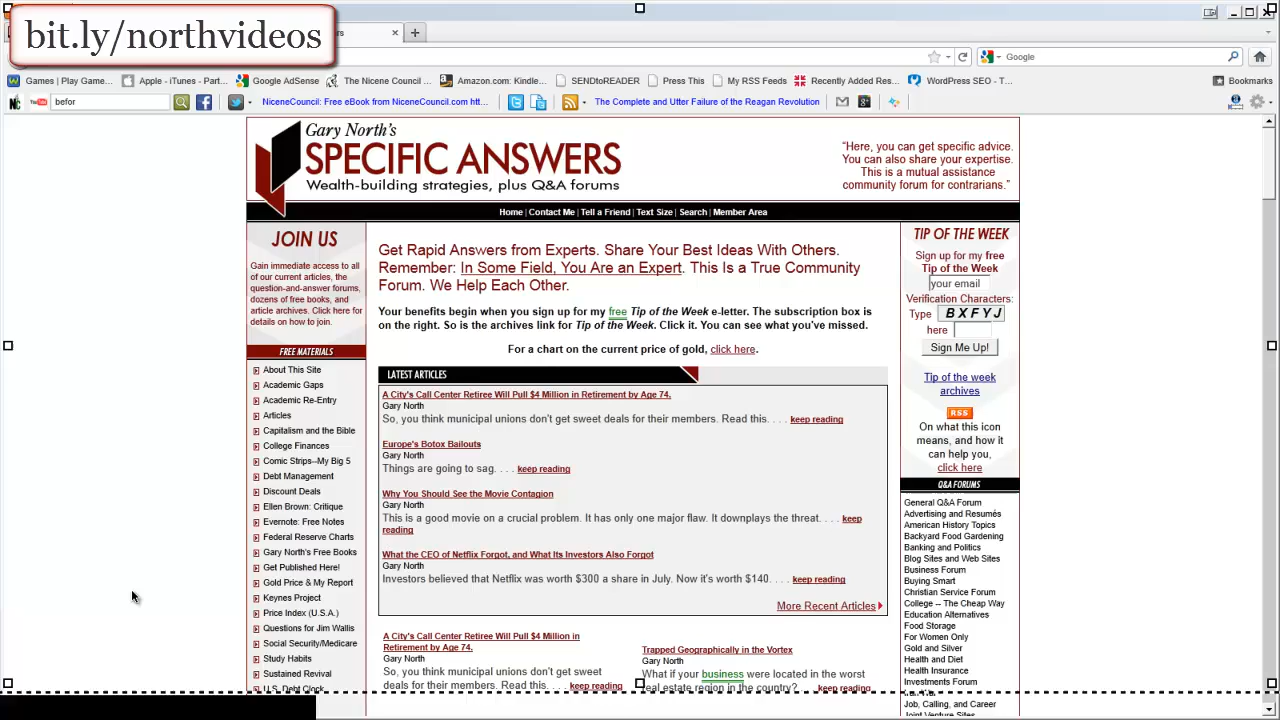 bit.ly/northvideos
rs
Google
Games | Play Game...
Apple - iTunes - Part...
Google AdSense
The Nicene Council ...
Amazon.com: Kindle...
SENDtoREADER
Press This
My RSS Feeds
Recently Added Res...
WordPress SEO - T...
Bookmarks
befor
NiceneCouncil: Free eBook from NiceneCouncil.com htt...
The Complete and Utter Failure of the Reagan Revolution
Gary North's
SPECIFIC ANSWERS
Wealth-building strategies, plus Q&A forums
“Here, you can get specific advice.
You can also share your expertise.
This is a mutual assistance
community forum for contrarians.”
Home | Contact Me | Tell a Friend | Text Size | Search | Member Area
JOIN US
Gain immediate access to all
of our current articles, the
question-and-answer forums,
dozens of free books, and
article archives. Click here for
details on how to join.
FREE MATERIALS
About This Site
Academic Gaps
Academic Re-Entry
Articles
Capitalism and the Bible
College Finances
Comic Strips--My Big 5
Debt Management
Discount Deals
Ellen Brown: Critique
Evernote: Free Notes
Federal Reserve Charts
Gary North's Free Books
Get Published Here!
Gold Price & My Report
Keynes Project
Price Index (U.S.A.)
Questions for Jim Wallis
Social Security/Medicare
Study Habits
Sustained Revival
U.S. Debt Clock
Get Rapid Answers from Experts. Share Your Best Ideas With Others.
Remember: In Some Field, You Are an Expert. This Is a True Community
Forum. We Help Each Other.
Your benefits begin when you sign up for my free Tip of the Week e-letter. The subscription box is
on the right. So is the archives link for Tip of the Week. Click it. You can see what you've missed.
For a chart on the current price of gold, click here.
LATEST ARTICLES
A City's Call Center Retiree Will Pull $4 Million in Retirement by Age 74.
Gary North
So, you think municipal unions don't get sweet deals for their members. Read this. . . . keep reading
Europe's Botox Bailouts
Gary North
Things are going to sag. . . . keep reading
Why You Should See the Movie Contagion
Gary North
This is a good movie on a crucial problem. It has only one major flaw. It downplays the threat. . . . keep
reading
What the CEO of Netflix Forgot, and What Its Investors Also Forgot
Gary North
Investors believed that Netflix was worth $300 a share in July. Now it's worth $140. . . . keep reading
More Recent Articles
A City's Call Center Retiree Will Pull $4 Million in
Retirement by Age 74.
Gary North
So, you think municipal unions don't get sweet
deals for their members. Read this. . . . keep reading
Trapped Geographically in the Vortex
Gary North
What if your business were located in the worst
real estate region in the country? keep reading
TIP OF THE WEEK
Sign up for my free
Tip of the Week
your email
Verification Characters:
Type BXFYJ
here
Sign Me Up!
Tip of the week
archives
RSS
On what this icon
means, and how it
can help you,
click here
Q&A FORUMS
General Q&A Forum
Advertising and Resumés
American History Topics
Backyard Food Gardening
Banking and Politics
Blog Sites and Web Sites
Business Forum
Buying Smart
Christian Service Forum
College -- The Cheap Way
Education Alternatives
Food Storage
For Women Only
Gold and Silver
Health and Diet
Health Insurance
Investments Forum
Job, Calling, and Career
Joint Venture Sites